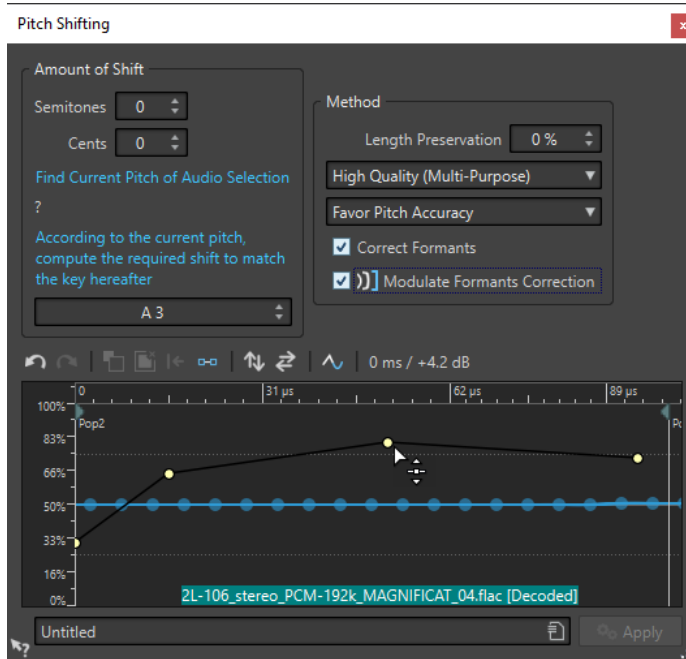 Pitch Shifting
x
Amount of Shift
Semitones 0
Cents 0
Find Current Pitch of Audio Selection
?
According to the current pitch,
compute the required shift to match
the key hereafter
A 3
Method
Length Preservation 0 %
High Quality (Multi-Purpose)
Favor Pitch Accuracy
Correct Formants
Modulate Formants Correction
0 ms / +4.2 dB
0 31 µs 62 µs 89 µs
100%
Pop2
83%
66%
50%
33%
16%
0%
2L-106_stereo_PCM-192k_MAGNIFICAT_04.flac [Decoded]
Untitled
Apply
?